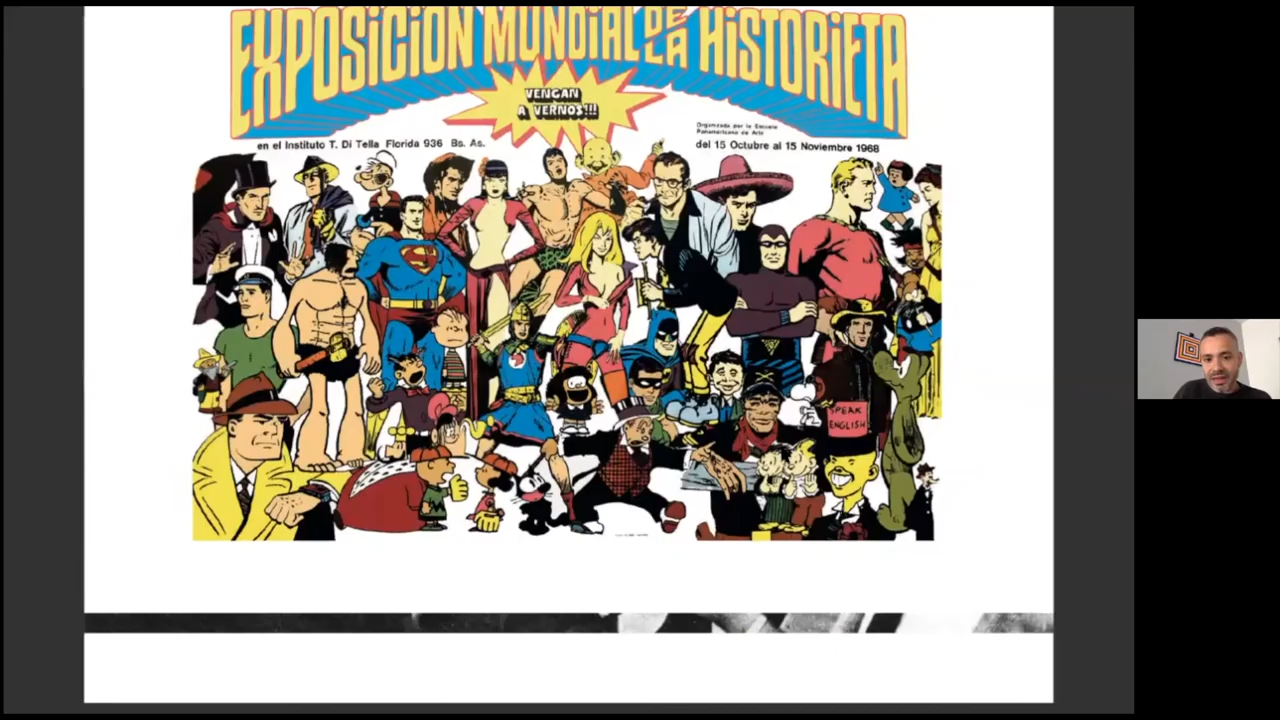 EXPOSICION MUNDIAL DE LA HISTORIETA
VENGAN
A VERNOS!!!
Organizada por la Escuela
Panamericana de Arte
en el Instituto T. Di Tella Florida 936 Bs. As.
del 15 Octubre al 15 Noviembre 1968
SPEAK
ENGLISH